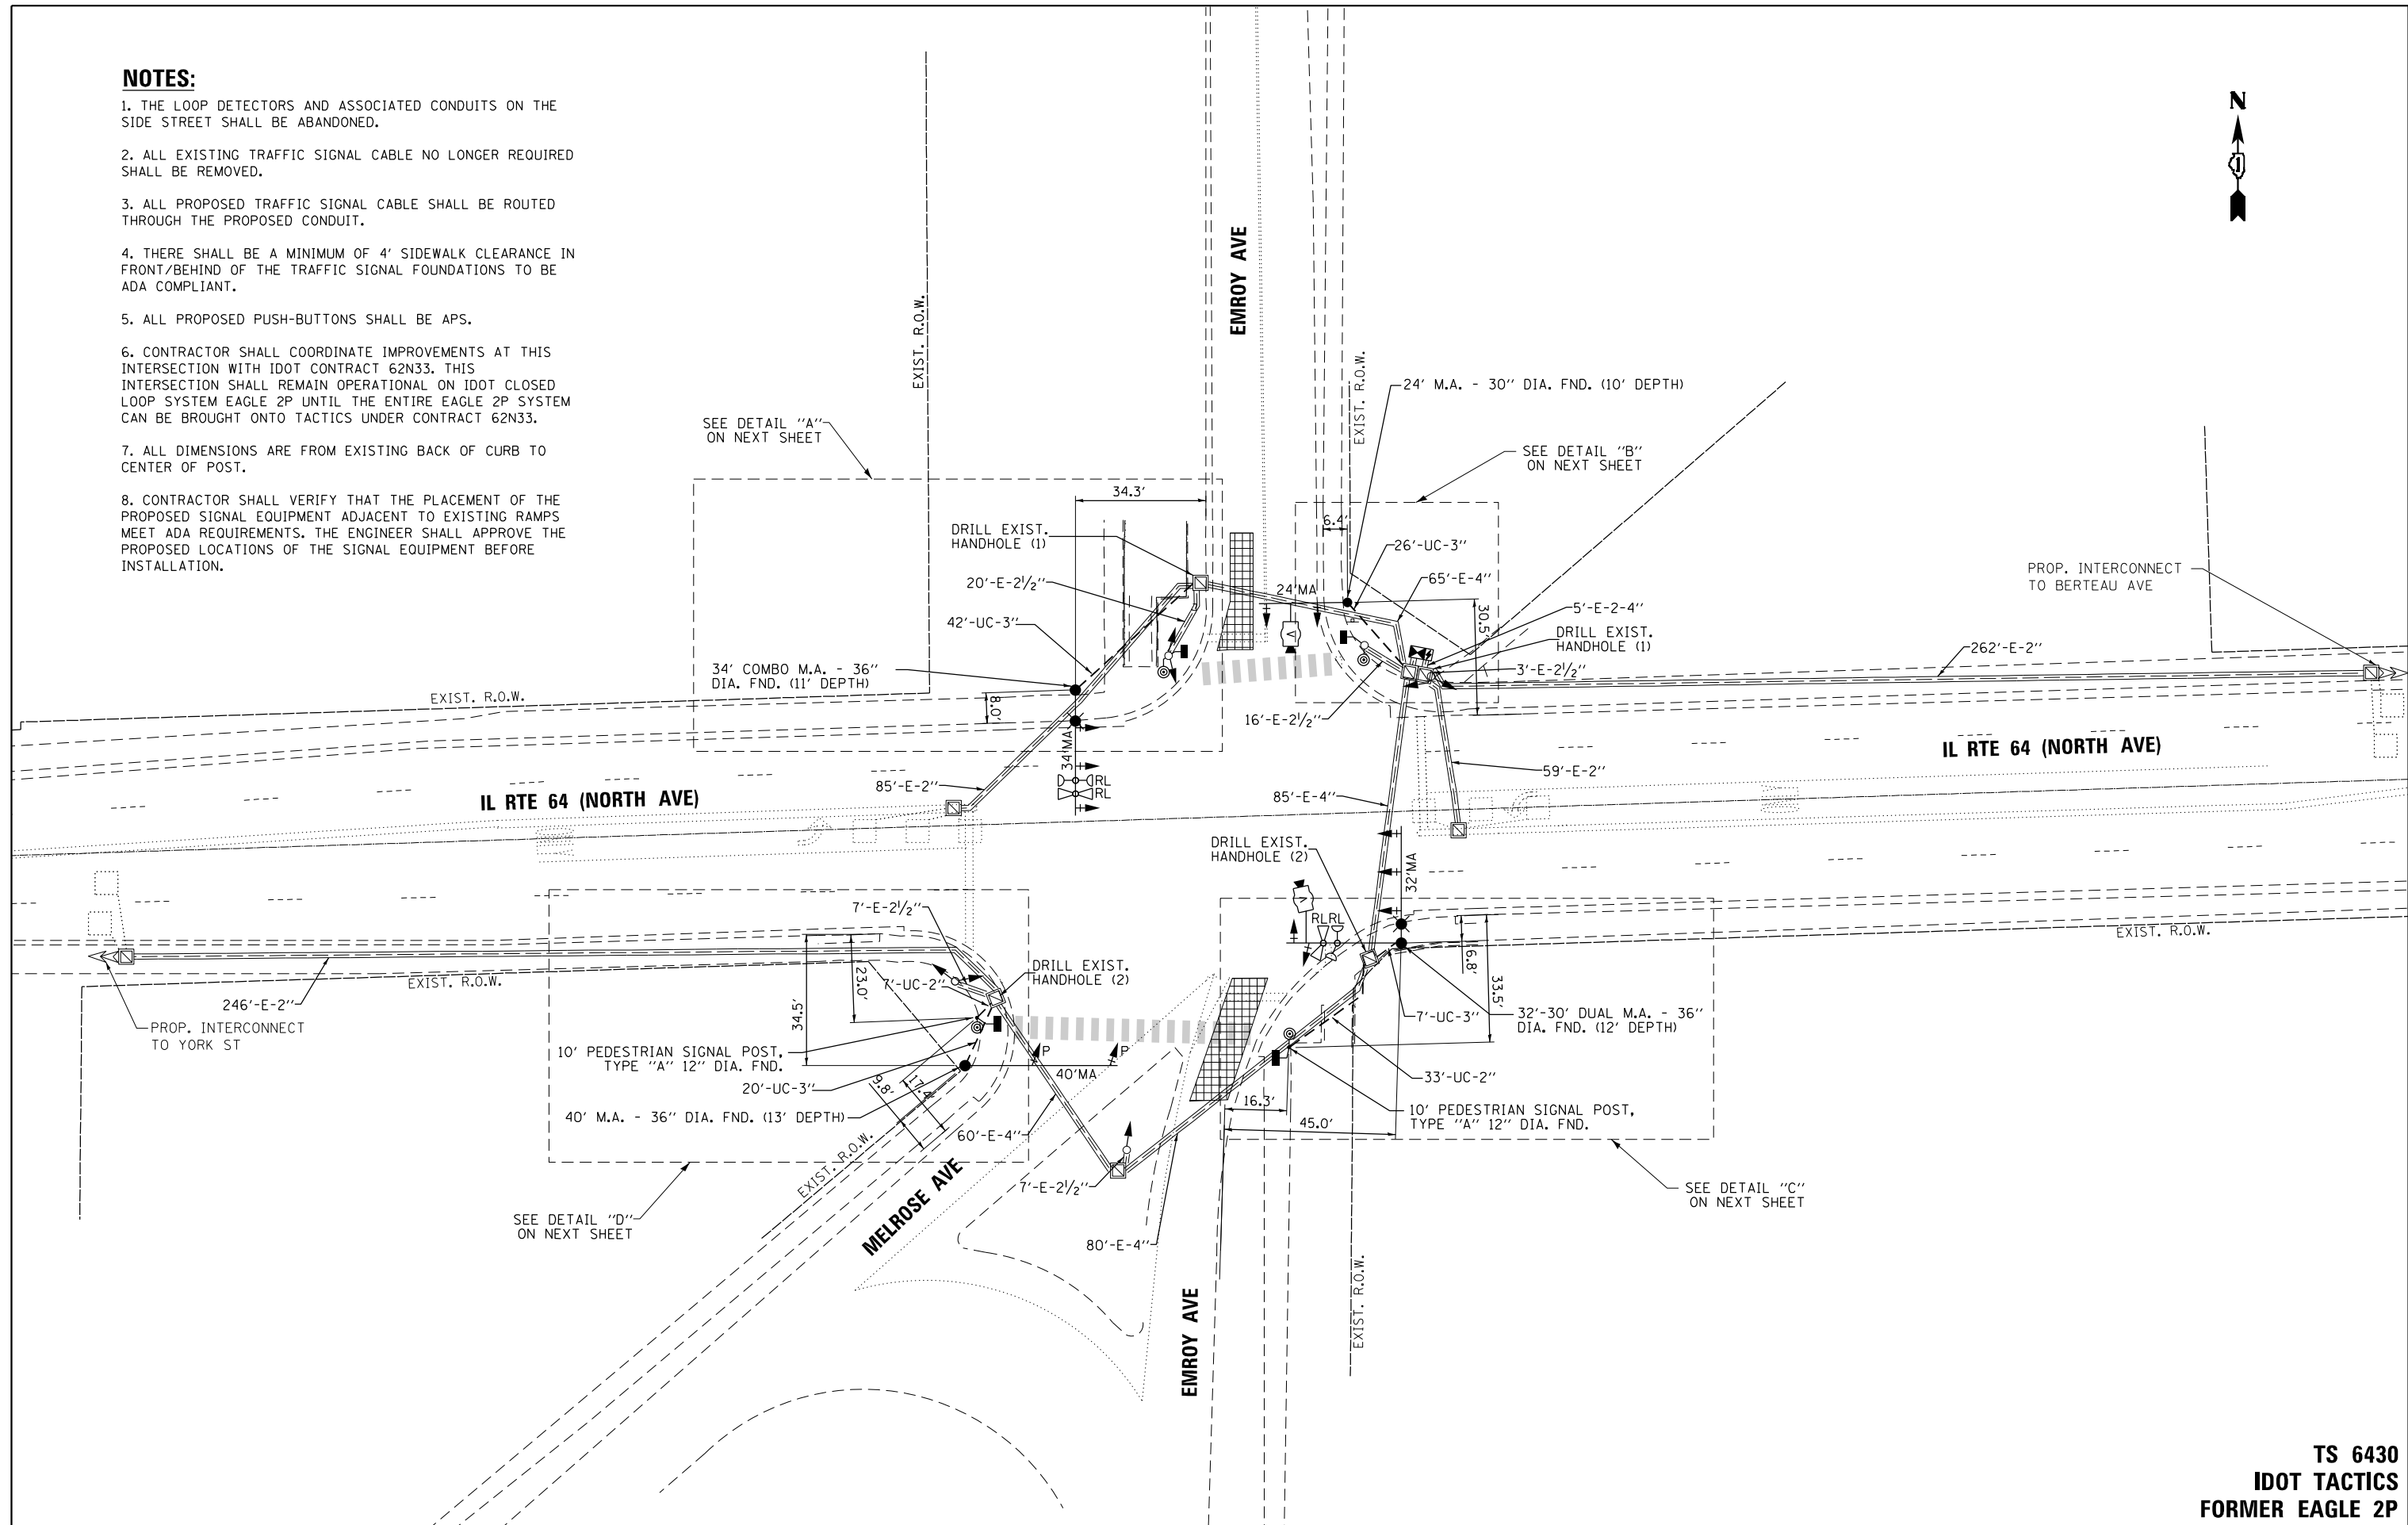 NOTES:
1. THE LOOP DETECTORS AND ASSOCIATED CONDUITS ON THE
SIDE STREET SHALL BE ABANDONED.
2. ALL EXISTING TRAFFIC SIGNAL CABLE NO LONGER REQUIRED
SHALL BE REMOVED.
3. ALL PROPOSED TRAFFIC SIGNAL CABLE SHALL BE ROUTED
THROUGH THE PROPOSED CONDUIT.
4. THERE SHALL BE A MINIMUM OF 4' SIDEWALK CLEARANCE IN
FRONT/BEHIND OF THE TRAFFIC SIGNAL FOUNDATIONS TO BE
ADA COMPLIANT.
5. ALL PROPOSED PUSH-BUTTONS SHALL BE APS.
6. CONTRACTOR SHALL COORDINATE IMPROVEMENTS AT THIS
INTERSECTION WITH IDOT CONTRACT 62N33. THIS
INTERSECTION SHALL REMAIN OPERATIONAL ON IDOT CLOSED
LOOP SYSTEM EAGLE 2P UNTIL THE ENTIRE EAGLE 2P SYSTEM
CAN BE BROUGHT ONTO TACTICS UNDER CONTRACT 62N33.
7. ALL DIMENSIONS ARE FROM EXISTING BACK OF CURB TO
CENTER OF POST.
8. CONTRACTOR SHALL VERIFY THAT THE PLACEMENT OF THE
PROPOSED SIGNAL EQUIPMENT ADJACENT TO EXISTING RAMPS
MEET ADA REQUIREMENTS. THE ENGINEER SHALL APPROVE THE
PROPOSED LOCATIONS OF THE SIGNAL EQUIPMENT BEFORE
INSTALLATION.
N
EMROY AVE
EXIST. R.O.W.
EXIST. R.O.W.
24' M.A. - 30'' DIA. FND. (10' DEPTH)
SEE DETAIL ''A''
ON NEXT SHEET
SEE DETAIL ''B''
ON NEXT SHEET
34.3'
6.4'
DRILL EXIST.
HANDHOLE (1)
26'-UC-3''
20'-E-2½''
65'-E-4''
24'MA
30.5'
5'-E-2-4''
DRILL EXIST.
HANDHOLE (1)
PROP. INTERCONNECT
TO BERTEAU AVE
42'-UC-3''
262'-E-2''
34' COMBO M.A. - 36''
DIA. FND. (11' DEPTH)
3'-E-2½''
EXIST. R.O.W.
8.0'
16'-E-2½''
34'MA
IL RTE 64 (NORTH AVE)
59'-E-2''
RL
RL
85'-E-2''
85'-E-4''
IL RTE 64 (NORTH AVE)
DRILL EXIST.
HANDHOLE (2)
32'MA
7'-E-2½''
RLRL
EXIST. R.O.W.
DRILL EXIST.
HANDHOLE (2)
6.8'
EXIST. R.O.W.
23.0'
7'-UC-2''
33.5'
246'-E-2''
34.5'
7'-UC-3''
32'-30' DUAL M.A. - 36''
DIA. FND. (12' DEPTH)
PROP. INTERCONNECT
TO YORK ST
10' PEDESTRIAN SIGNAL POST,
TYPE ''A'' 12'' DIA. FND.
P
P
40'MA
33'-UC-2''
20'-UC-3''
9.8'
17.4'
16.3'
10' PEDESTRIAN SIGNAL POST,
TYPE ''A'' 12'' DIA. FND.
40' M.A. - 36'' DIA. FND. (13' DEPTH)
45.0'
60'-E-4''
EXIST. R.O.W.
MELROSE AVE
7'-E-2½''
SEE DETAIL ''C''
ON NEXT SHEET
SEE DETAIL ''D''
ON NEXT SHEET
80'-E-4''
EMROY AVE
EXIST. R.O.W.
TS 6430
IDOT TACTICS
FORMER EAGLE 2P